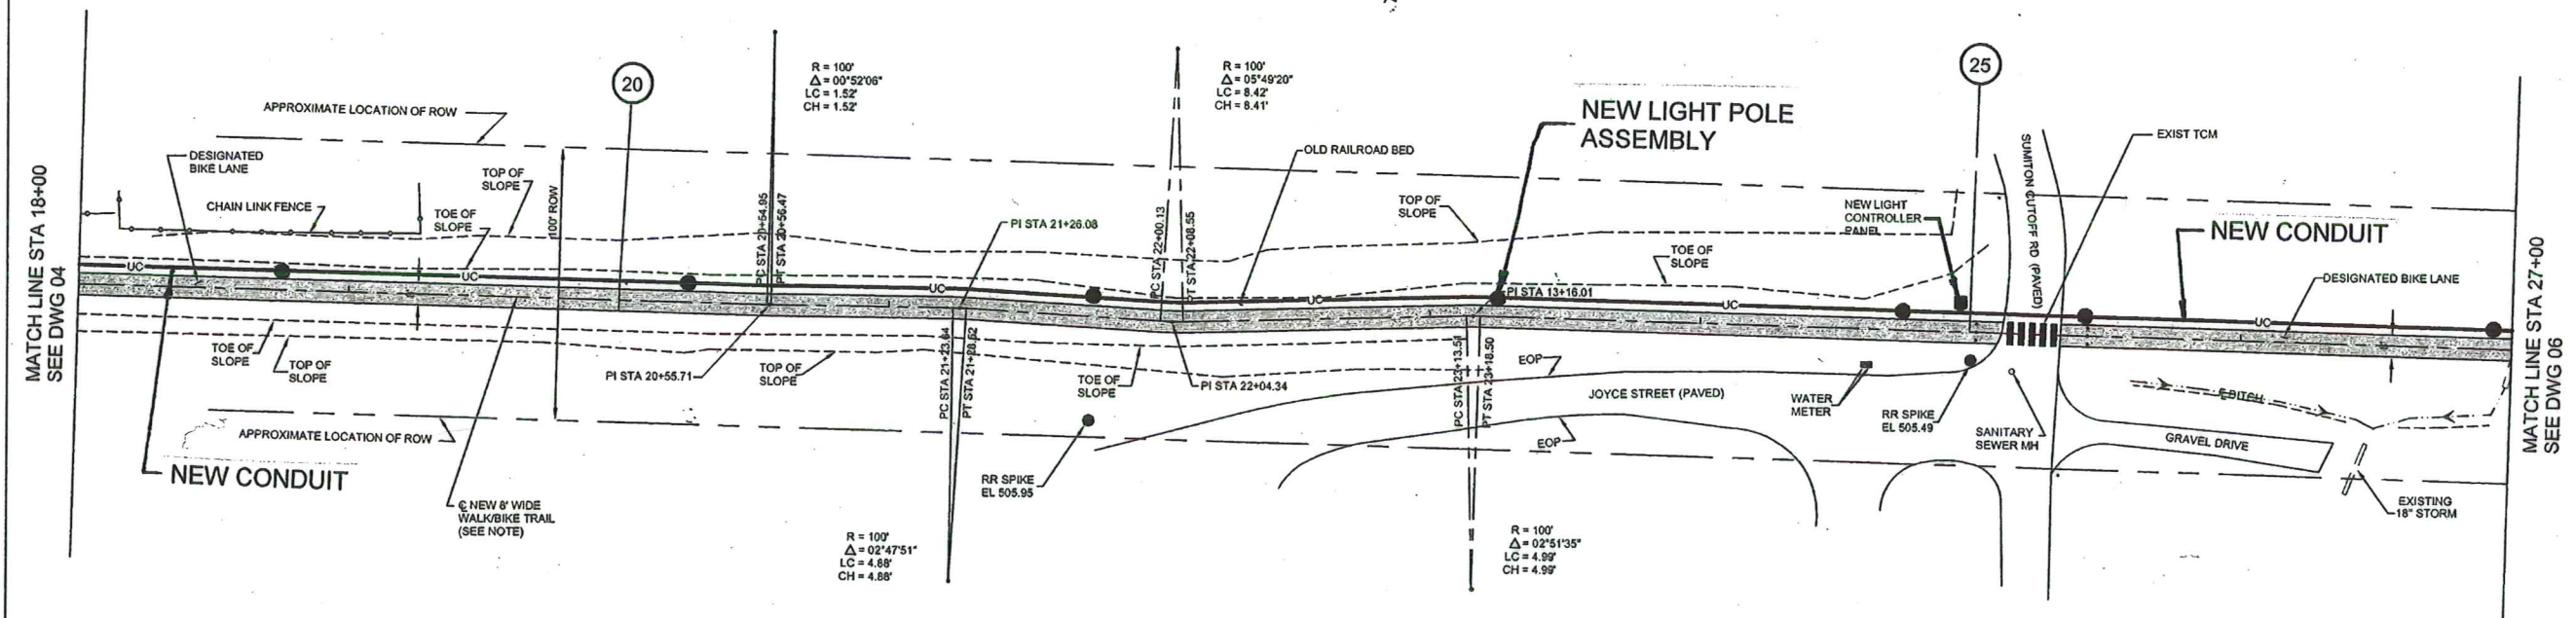 MATCH LINE STA 18+00
SEE DWG 04
APPROXIMATE LOCATION OF ROW
DESIGNATED
BIKE LANE
CHAIN LINK FENCE
TOP OF
SLOPE
TOE OF
SLOPE
100' ROW
20
R = 100'
Δ = 00°52'06"
LC = 1.52'
CH = 1.52'
PC STA 20+54.95
PT STA 20+56.47
PI STA 21+26.08
R = 100'
Δ = 05°49'20"
LC = 8.42'
CH = 8.41'
PC STA 22+00.13
PT STA 22+08.55
OLD RAILROAD BED
NEW LIGHT POLE
ASSEMBLY
TOP OF
SLOPE
TOE OF
SLOPE
PI STA 13+16.01
NEW LIGHT
CONTROLLER
PANEL
25
SUMITON CUTOFF RD (PAVED)
EXIST TCM
NEW CONDUIT
DESIGNATED BIKE LANE
MATCH LINE STA 27+00
SEE DWG 06
UC
UC
UC
UC
UC
UC
TOE OF
SLOPE
TOP OF
SLOPE
APPROXIMATE LOCATION OF ROW
NEW CONDUIT
℄ NEW 8' WIDE
WALK/BIKE TRAIL
(SEE NOTE)
PI STA 20+55.71
TOP OF
SLOPE
PC STA 21+23.64
PT STA 21+28.52
R = 100'
Δ = 02°47'51"
LC = 4.88'
CH = 4.88'
RR SPIKE
EL 505.95
TOE OF
SLOPE
PI STA 22+04.34
PC STA 23+13.51
PT STA 23+18.50
R = 100'
Δ = 02°51'35"
LC = 4.99'
CH = 4.99'
EOP
JOYCE STREET (PAVED)
EOP
WATER
METER
RR SPIKE
EL 505.49
SANITARY
SEWER MH
DITCH
GRAVEL DRIVE
EXISTING
18" STORM